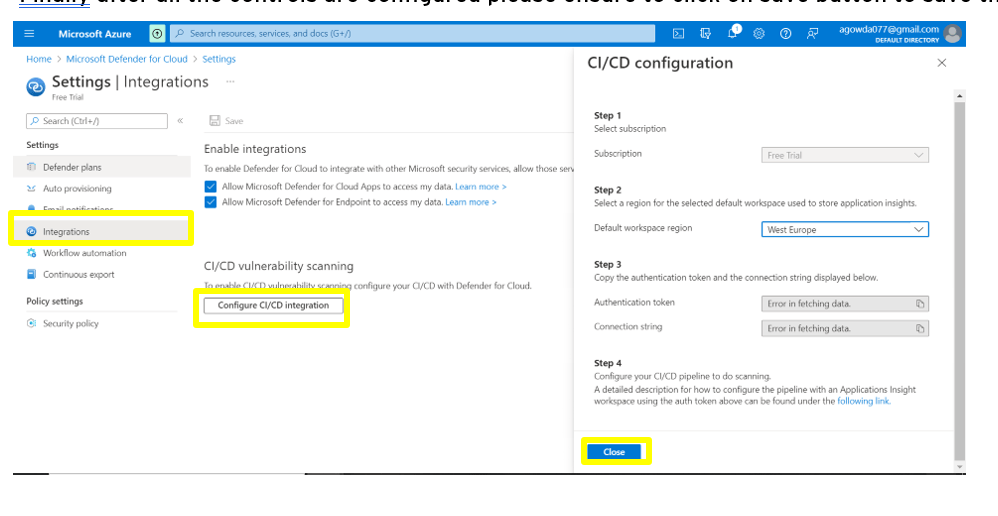 Finally after all the controls are configured please ensure to click on save button to save th
Microsoft Azure
Search resources, services, and docs (G+/)
1
agowda077@gmail.com
DEFAULT DIRECTORY
Home > Microsoft Defender for Cloud > Settings
Settings | Integrations ...
Free Trial
Search (Ctrl+/)
«
Settings
Defender plans
Auto provisioning
Email notifications
Integrations
Workflow automation
Continuous export
Policy settings
Security policy
Save
Enable integrations
To enable Defender for Cloud to integrate with other Microsoft security services, allow those serv
Allow Microsoft Defender for Cloud Apps to access my data. Learn more >
Allow Microsoft Defender for Endpoint to access my data. Learn more >
CI/CD vulnerability scanning
To enable CI/CD vulnerability scanning configure your CI/CD with Defender for Cloud.
Configure CI/CD integration
CI/CD configuration
Step 1
Select subscription
Subscription
Free Trial
Step 2
Select a region for the selected default workspace used to store application insights.
Default workspace region
West Europe
Step 3
Copy the authentication token and the connection string displayed below.
Authentication token
Error in fetching data.
Connection string
Error in fetching data.
Step 4
Configure your CI/CD pipeline to do scanning.
A detailed description for how to configure the pipeline with an Applications Insight
workspace using the auth token above can be found under the following link.
Close